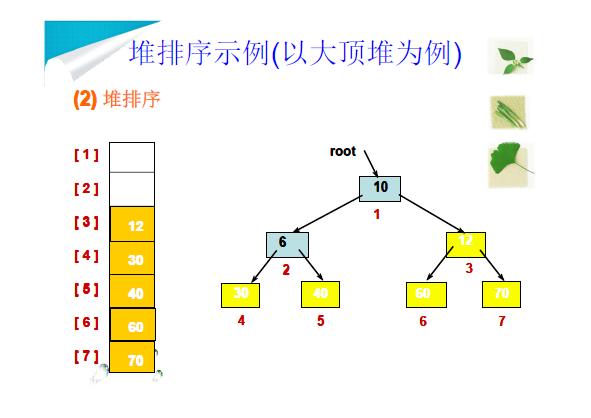 堆排序示例(以大顶堆为例)
(2) 堆排序
[ 1 ]
[ 2 ]
[ 3 ] 12
[ 4 ] 30
[ 5 ] 40
[ 6 ] 60
[ 7 ] 70
root
10
1
6 12
2 3
30 40 60 70
4 5 6 7